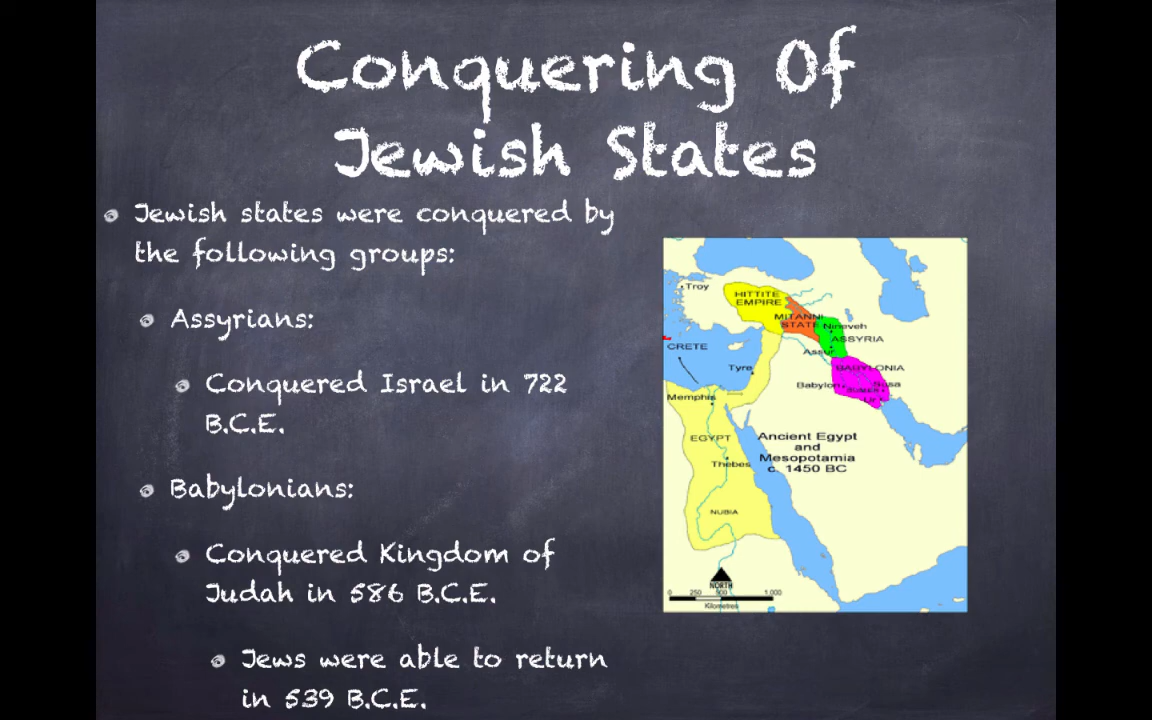 Conquering Of
Jewish States
Jewish states were conquered by
the following groups:
Assyrians:
Conquered Israel in 722
B.C.E.
Babylonians:
Conquered Kingdom of
Judah in 586 B.C.E.
Jews were able to return
in 539 B.C.E.
Troy
HITTITE
EMPIRE
MITANNI
STATE
Nineveh
ASSYRIA
CRETE
Assur
Tyre
BABYLONIA
Babylon
Susa
SUMER
Ur
Memphis
EGYPT
Ancient Egypt
and
Mesopotamia
c. 1450 BC
Thebes
NUBIA
NORTH
0 250 500 1,000
Kilometres